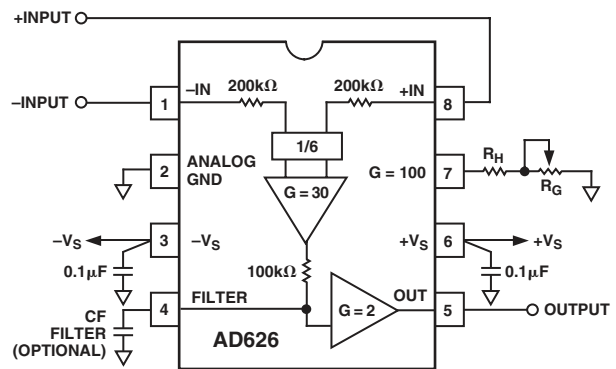 +INPUT
−INPUT
1
−IN
200kΩ
200kΩ
+IN
8
1/6
2
ANALOG
GND
G = 30
G = 100
7
R_H
R_G
−V_S
3
−V_S
+V_S
6
+V_S
0.1μF
0.1μF
100kΩ
4
FILTER
G = 2
OUT
5
OUTPUT
CF
FILTER
(OPTIONAL)
AD626